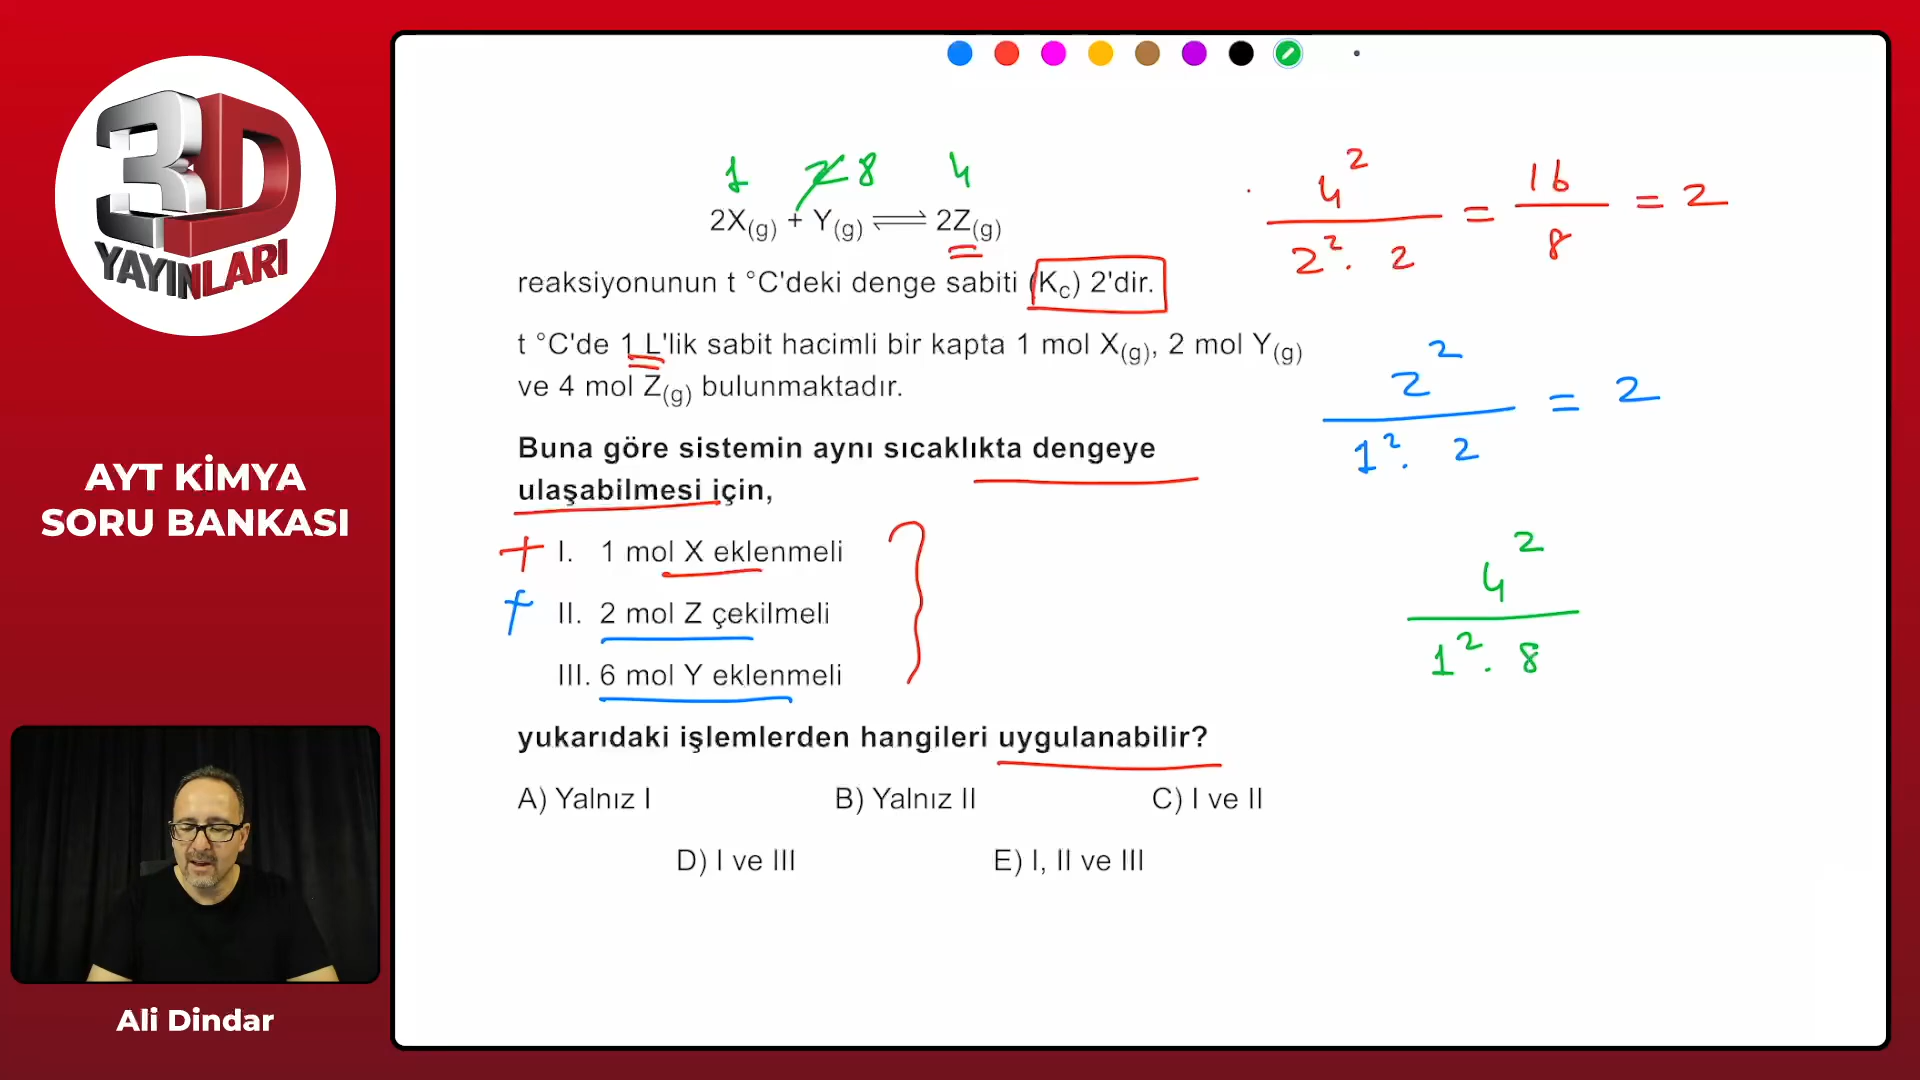 3D
YAYINLARI
AYT KİMYA
SORU BANKASI
Ali Dindar
1 2 8 4
2X(g) + Y(g) ⇌ 2Z(g)
reaksiyonunun t °C'deki denge sabiti (Kc) 2'dir.
t °C'de 1 L'lik sabit hacimli bir kapta 1 mol X(g), 2 mol Y(g)
ve 4 mol Z(g) bulunmaktadır.
Buna göre sistemin aynı sıcaklıkta dengeye
ulaşabilmesi için,
+ I. 1 mol X eklenmeli
+ II. 2 mol Z çekilmeli
III. 6 mol Y eklenmeli
yukarıdaki işlemlerden hangileri uygulanabilir?
A) Yalnız I B) Yalnız II C) I ve II
D) I ve III E) I, II ve III
4² / 2² . 2 = 16 / 8 = 2
2² / 1² . 2 = 2
4² / 1² . 8